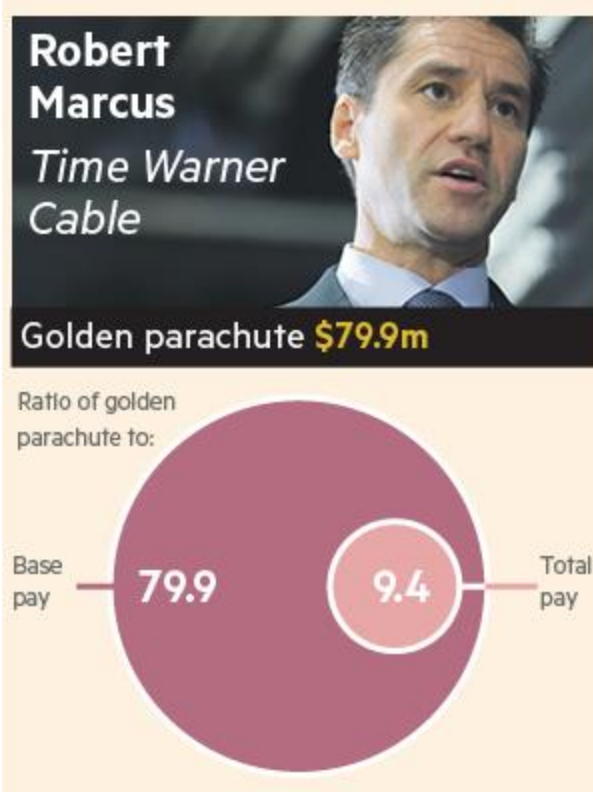 Robert
Marcus
Time Warner
Cable
Golden parachute $79.9m
Ratio of golden
parachute to:
Base
pay
79.9
9.4
Total
pay